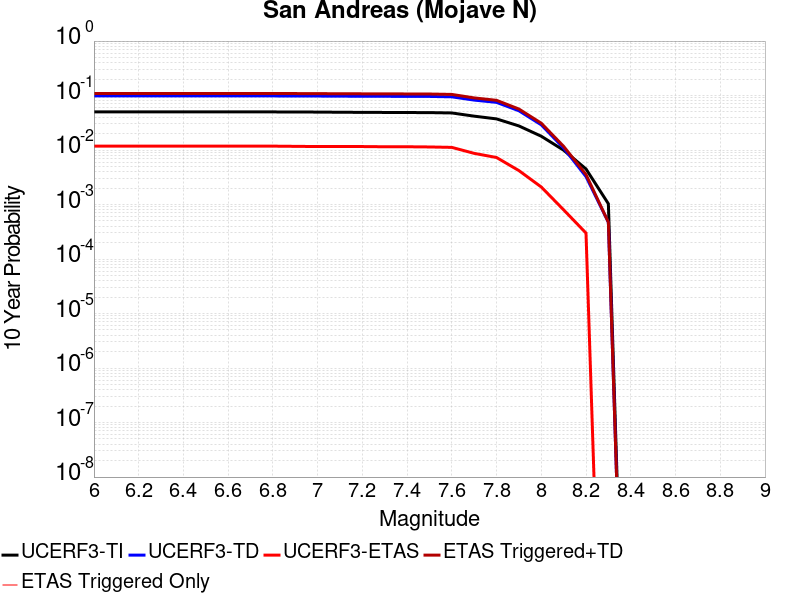 San Andreas (Mojave N)
10 0
10 -1
10 -2
10 -3
10 -4
10 -5
10 -6
10 -7
10 -8
10 Year Probability
6 6.2 6.4 6.6 6.8 7 7.2 7.4 7.6 7.8 8 8.2 8.4 8.6 8.8 9
Magnitude
UCERF3-TI UCERF3-TD UCERF3-ETAS ETAS Triggered+TD
ETAS Triggered Only